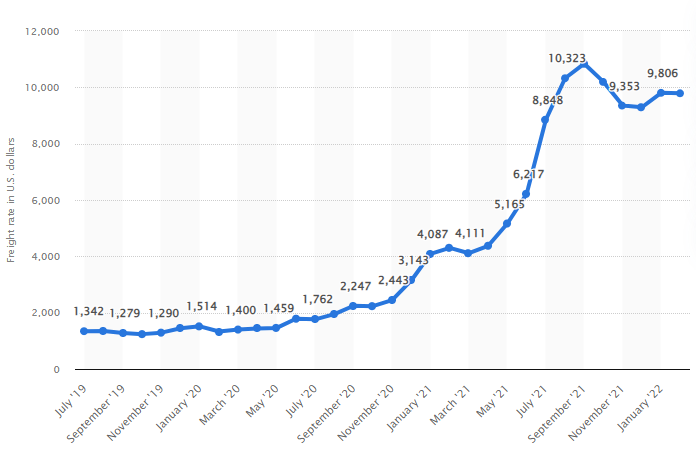 12,000
10,000
8,000
6,000
4,000
2,000
0
Freight rate in U.S. dollars
1,342
1,279
1,290
1,514
1,400
1,459
1,762
2,247
2,443
3,143
4,087
4,111
5,165
6,217
8,848
10,323
9,353
9,806
July '19
September '19
November '19
January '20
March '20
May '20
July '20
September '20
November '20
January '21
March '21
May '21
July '21
September '21
November '21
January '22